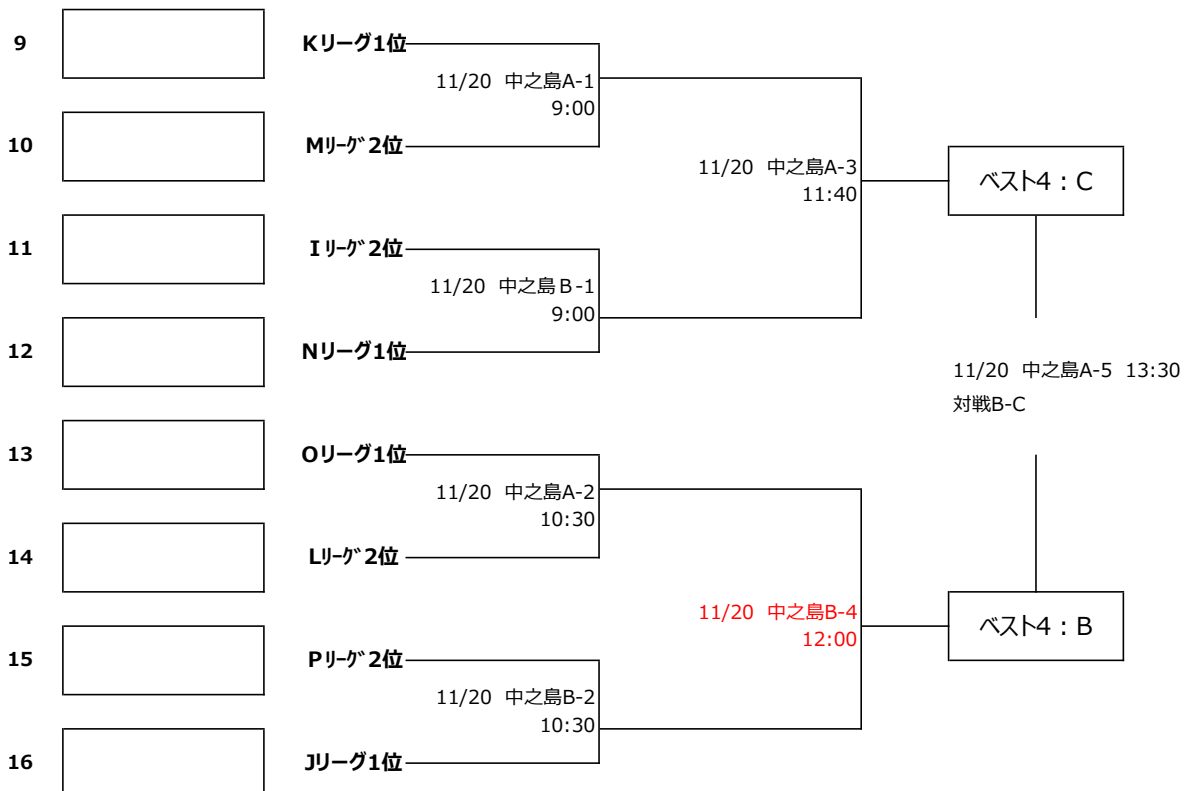 9 Kリーグ1位
11/20 中之島A-1
9:00
10 Mリーグ2位
11/20 中之島A-3
11:40
ベスト4：C
11 Iリーグ2位
11/20 中之島B-1
9:00
12 Nリーグ1位
11/20 中之島A-5 13:30
対戦B-C
13 Oリーグ1位
11/20 中之島A-2
10:30
14 Lリーグ2位
11/20 中之島B-4
12:00
ベスト4：B
15 Pリーグ2位
11/20 中之島B-2
10:30
16 Jリーグ1位